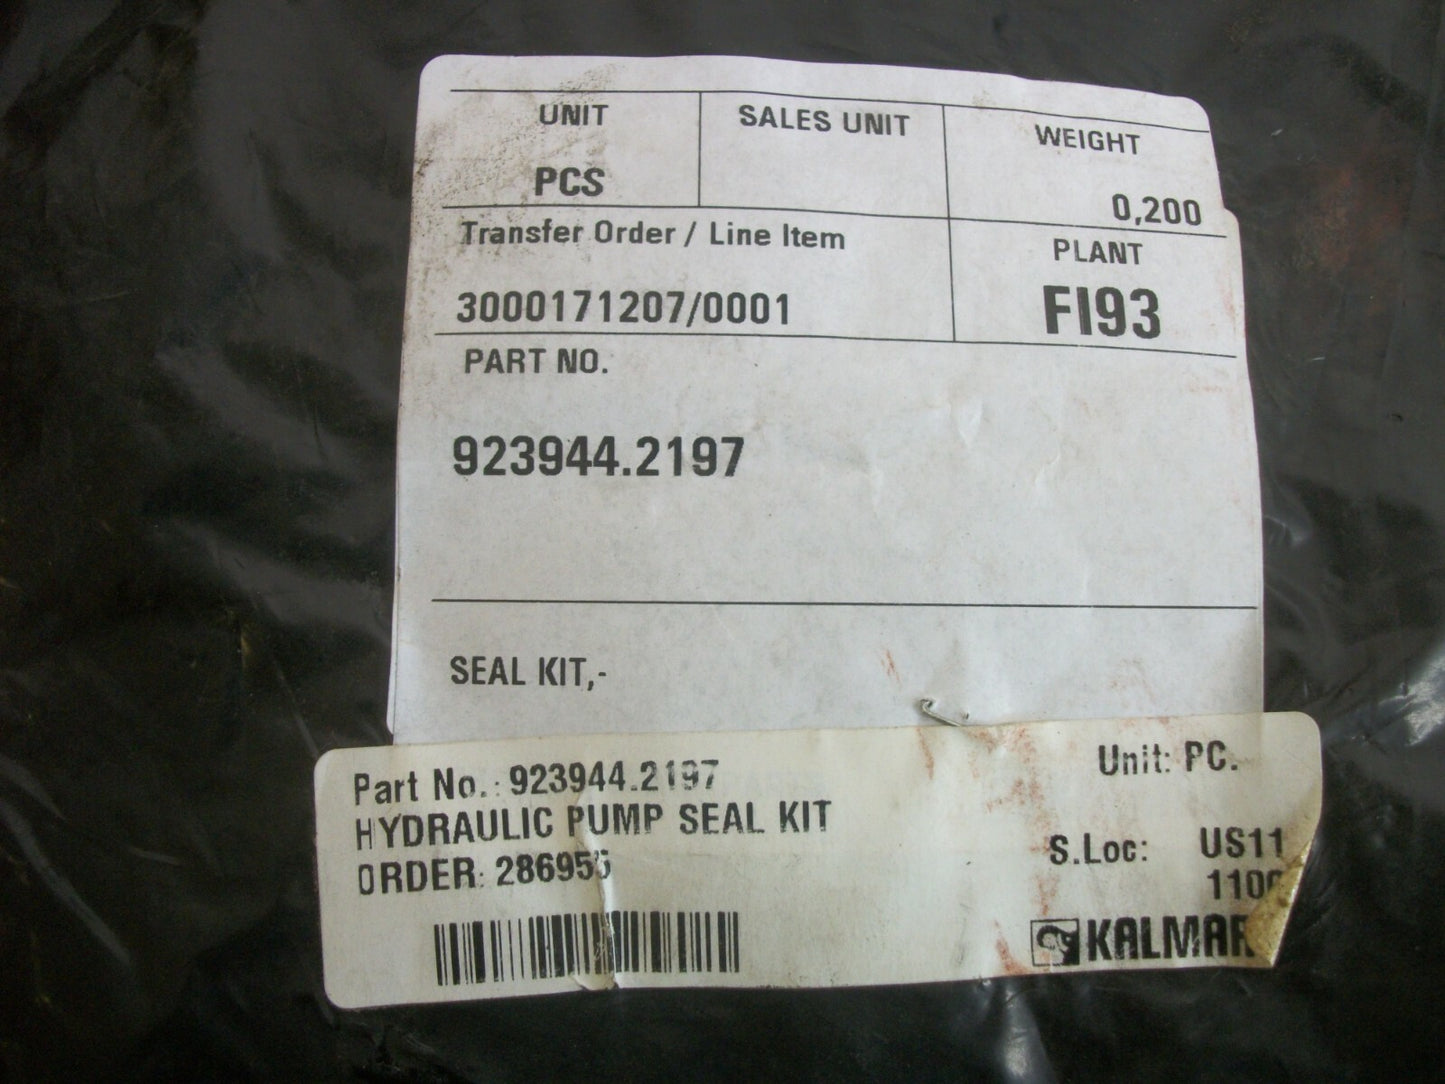 UNIT
SALES UNIT
WEIGHT
PCS
0,200
Transfer Order / Line Item
PLANT
3000171207/0001
FI93
PART NO.
923944.2197
SEAL KIT,-
Part No.: 923944.2197
Unit: PC.
HYDRAULIC PUMP SEAL KIT
ORDER: 286955
S.Loc: US11
KALMAR